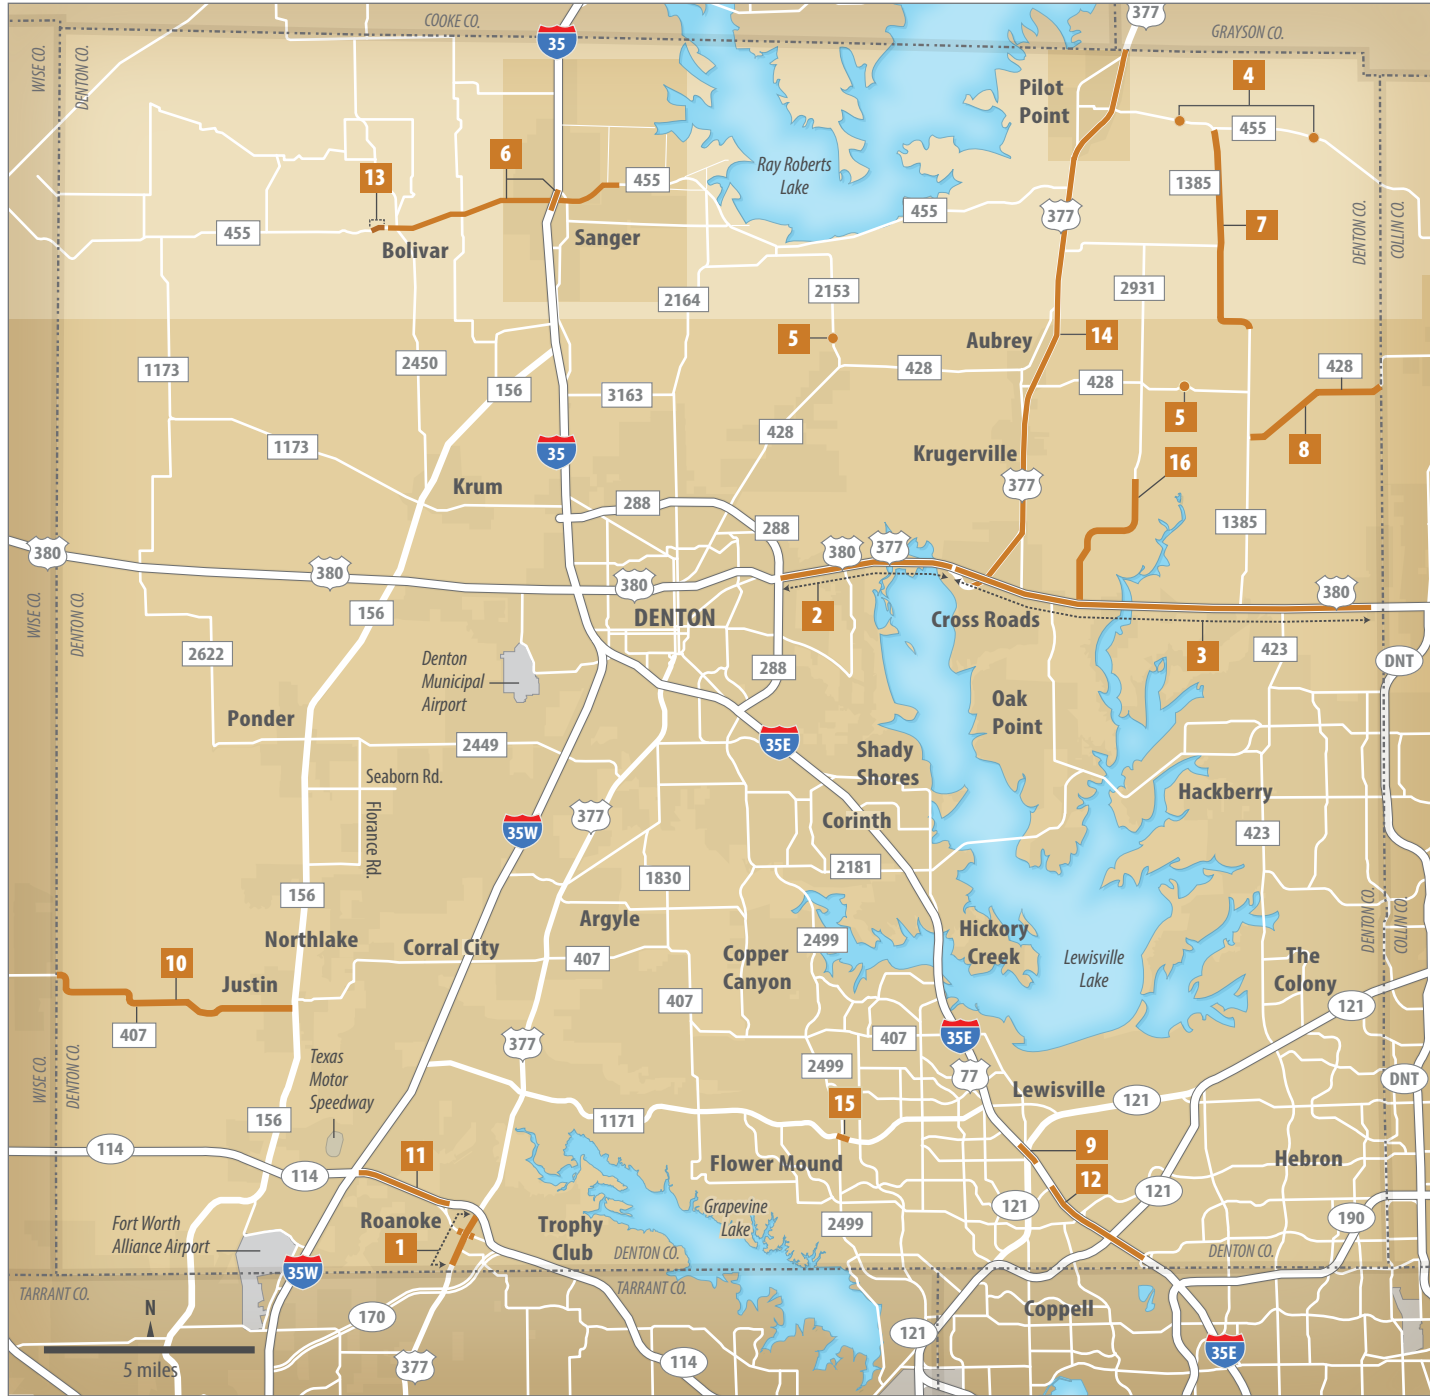 377
COOKE CO.
GRAYSON CO.
35
WISE CO.
DENTON CO.
4
Pilot
Point
455
6
13
Ray Roberts
Lake
455
1385
455
377
7
455
Bolivar
Sanger
DENTON CO.
COLLIN CO.
2164
2153
2931
5
Aubrey
14
1173
2450
428
428
156
3163
428
5
428
1173
35
Krugerville
8
16
Krum
377
288
288
1385
380
380
377
380
380
380
156
2
Cross Roads
DENTON
WISE CO.
DENTON CO.
2622
3
423
Denton
Municipal
Airport
288
DNT
Ponder
Oak
Point
2449
35E
Shady
Shores
Seaborn Rd.
Hackberry
377
35W
Corinth
Florance Rd.
423
2181
156
1830
Argyle
Northlake
Corral City
Hickory
Creek
2499
DENTON CO.
COLLIN CO.
10
407
Copper
Canyon
Lewisville
Lake
The
Colony
Justin
407
121
407
377
407
35E
Texas
Motor
Speedway
2499
77
WISE CO.
DENTON CO.
DNT
Lewisville
15
121
156
1171
114
11
9
114
Flower Mound
Hebron
12
121
121
Roanoke
Trophy
Club
Grapevine
Lake
2499
190
Fort Worth
Alliance Airport
1
DENTON CO.
DENTON CO.
35W
TARRANT CO.
TARRANT CO.
N
Coppell
170
121
5 miles
377
114
35E